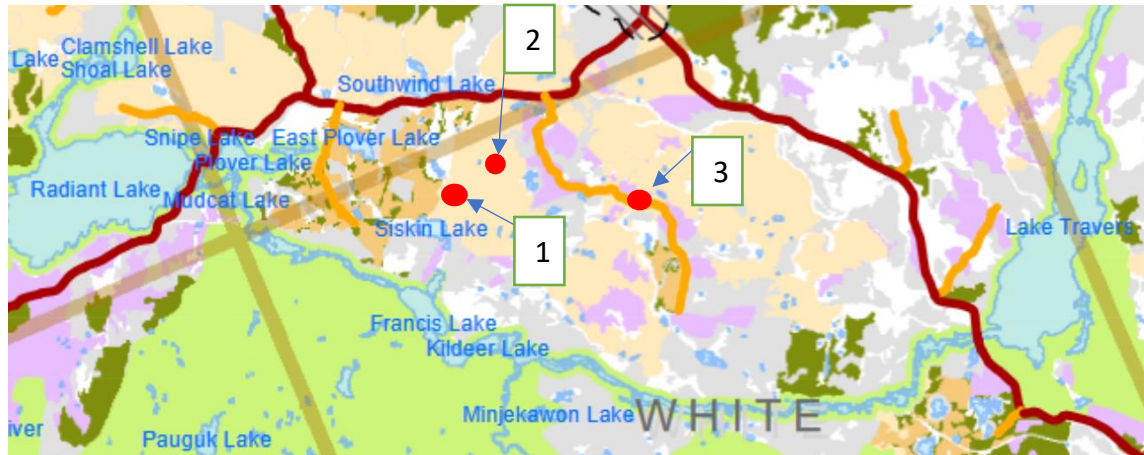 Clamshell Lake
Lake
Shoal Lake
2
Southwind Lake
Snipe Lake
East Plover Lake
Plover Lake
3
Radiant Lake
Mudcat Lake
Siskin Lake
1
Lake Travers
Francis Lake
Kildeer Lake
Minjekawon Lake
WHITE
iver
Pauguk Lake